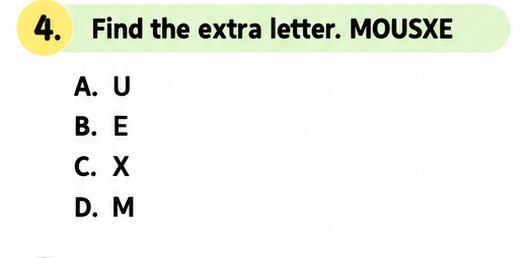 4. Find the extra letter. MOUSXE
A. U
B. E
C. X
D. M